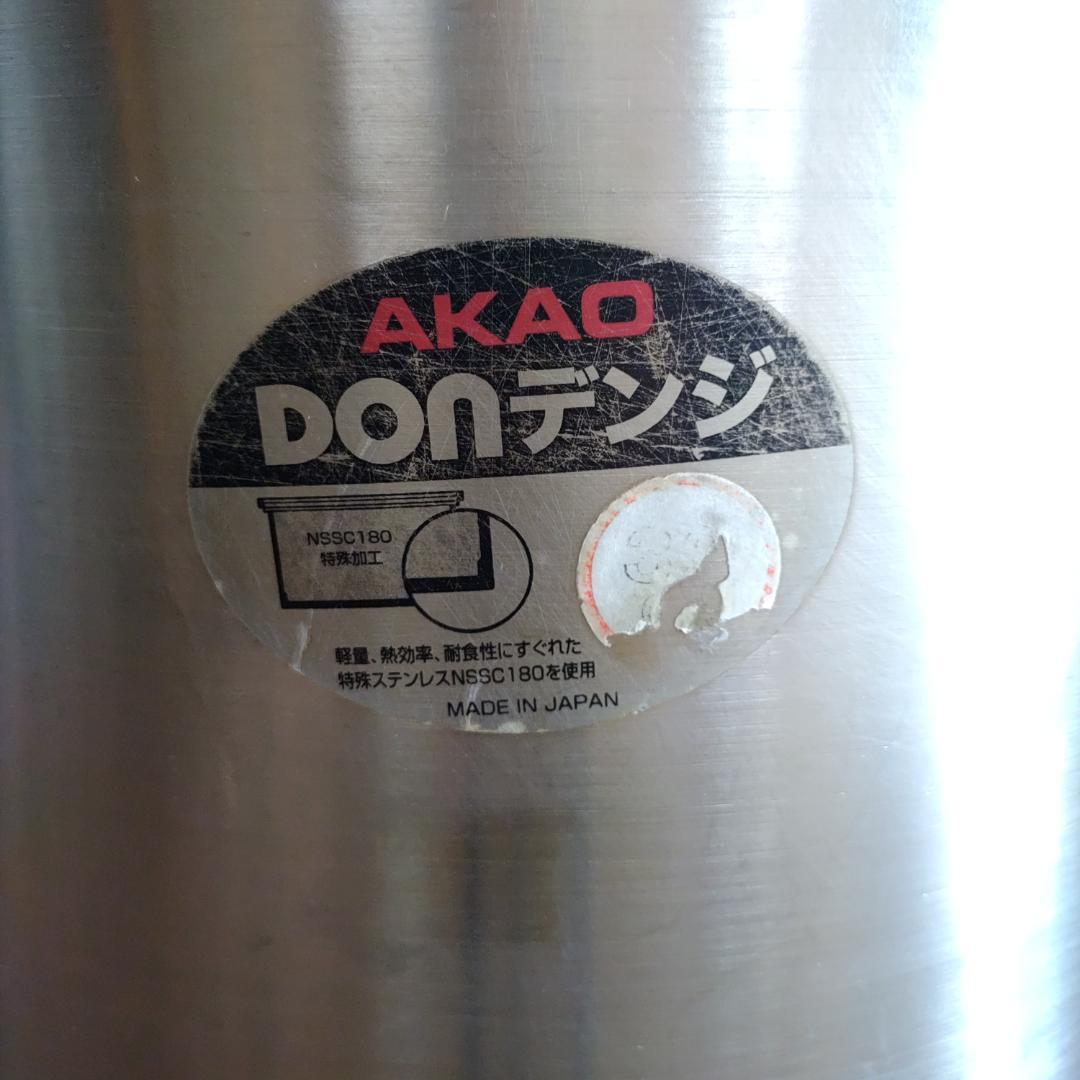 AKAO
DONデンジ
NSSC180
特殊加工
軽量、熱効率、耐食性にすぐれた
特殊ステンレスNSSC180を使用
MADE IN JAPAN